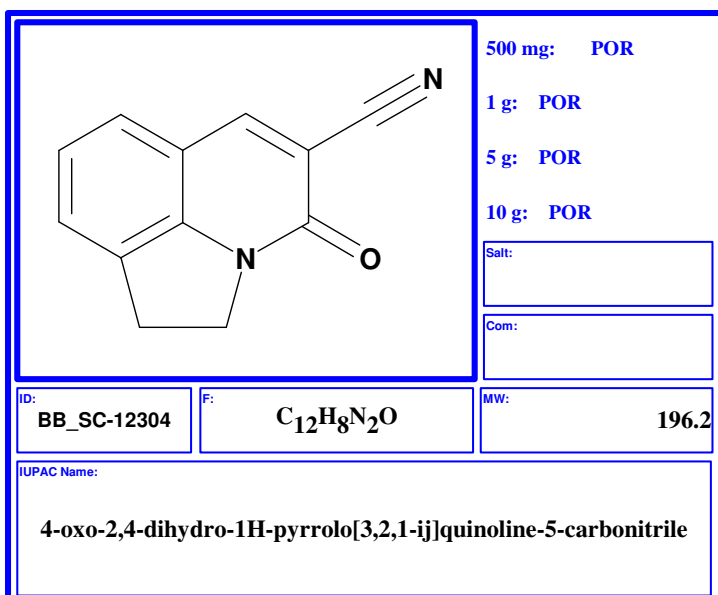 N
N
O
500 mg: POR
1 g: POR
5 g: POR
10 g: POR
Salt:
Com:
ID:
BB_SC-12304
F:
C12H8N2O
MW:
196.2
IUPAC Name:
4-oxo-2,4-dihydro-1H-pyrrolo[3,2,1-ij]quinoline-5-carbonitrile